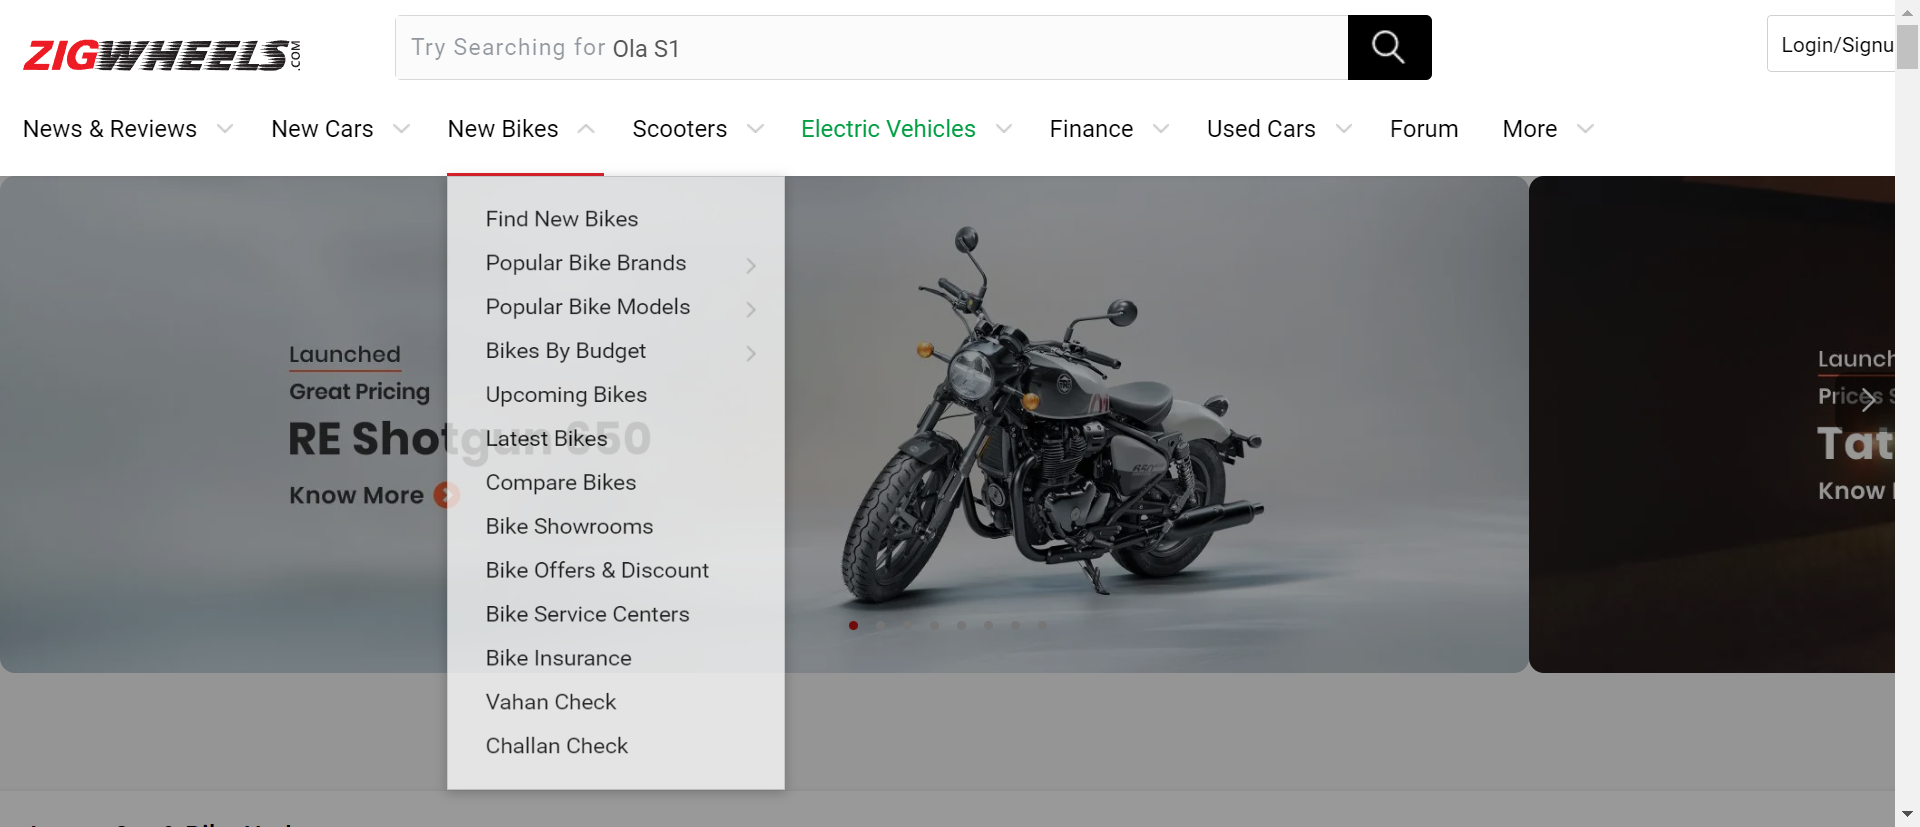 ZIGWHEELS.COM
Try Searching for Ola S1
Login/Signu
News & Reviews
New Cars
New Bikes
Scooters
Electric Vehicles
Finance
Used Cars
Forum
More
Find New Bikes
Popular Bike Brands
Popular Bike Models
Bikes By Budget
Upcoming Bikes
Latest Bikes
Compare Bikes
Bike Showrooms
Bike Offers & Discount
Bike Service Centers
Bike Insurance
Vahan Check
Challan Check
Launched
Great Pricing
RE Shotgun 650
Know More
Launch
Prices S
Tat
Know